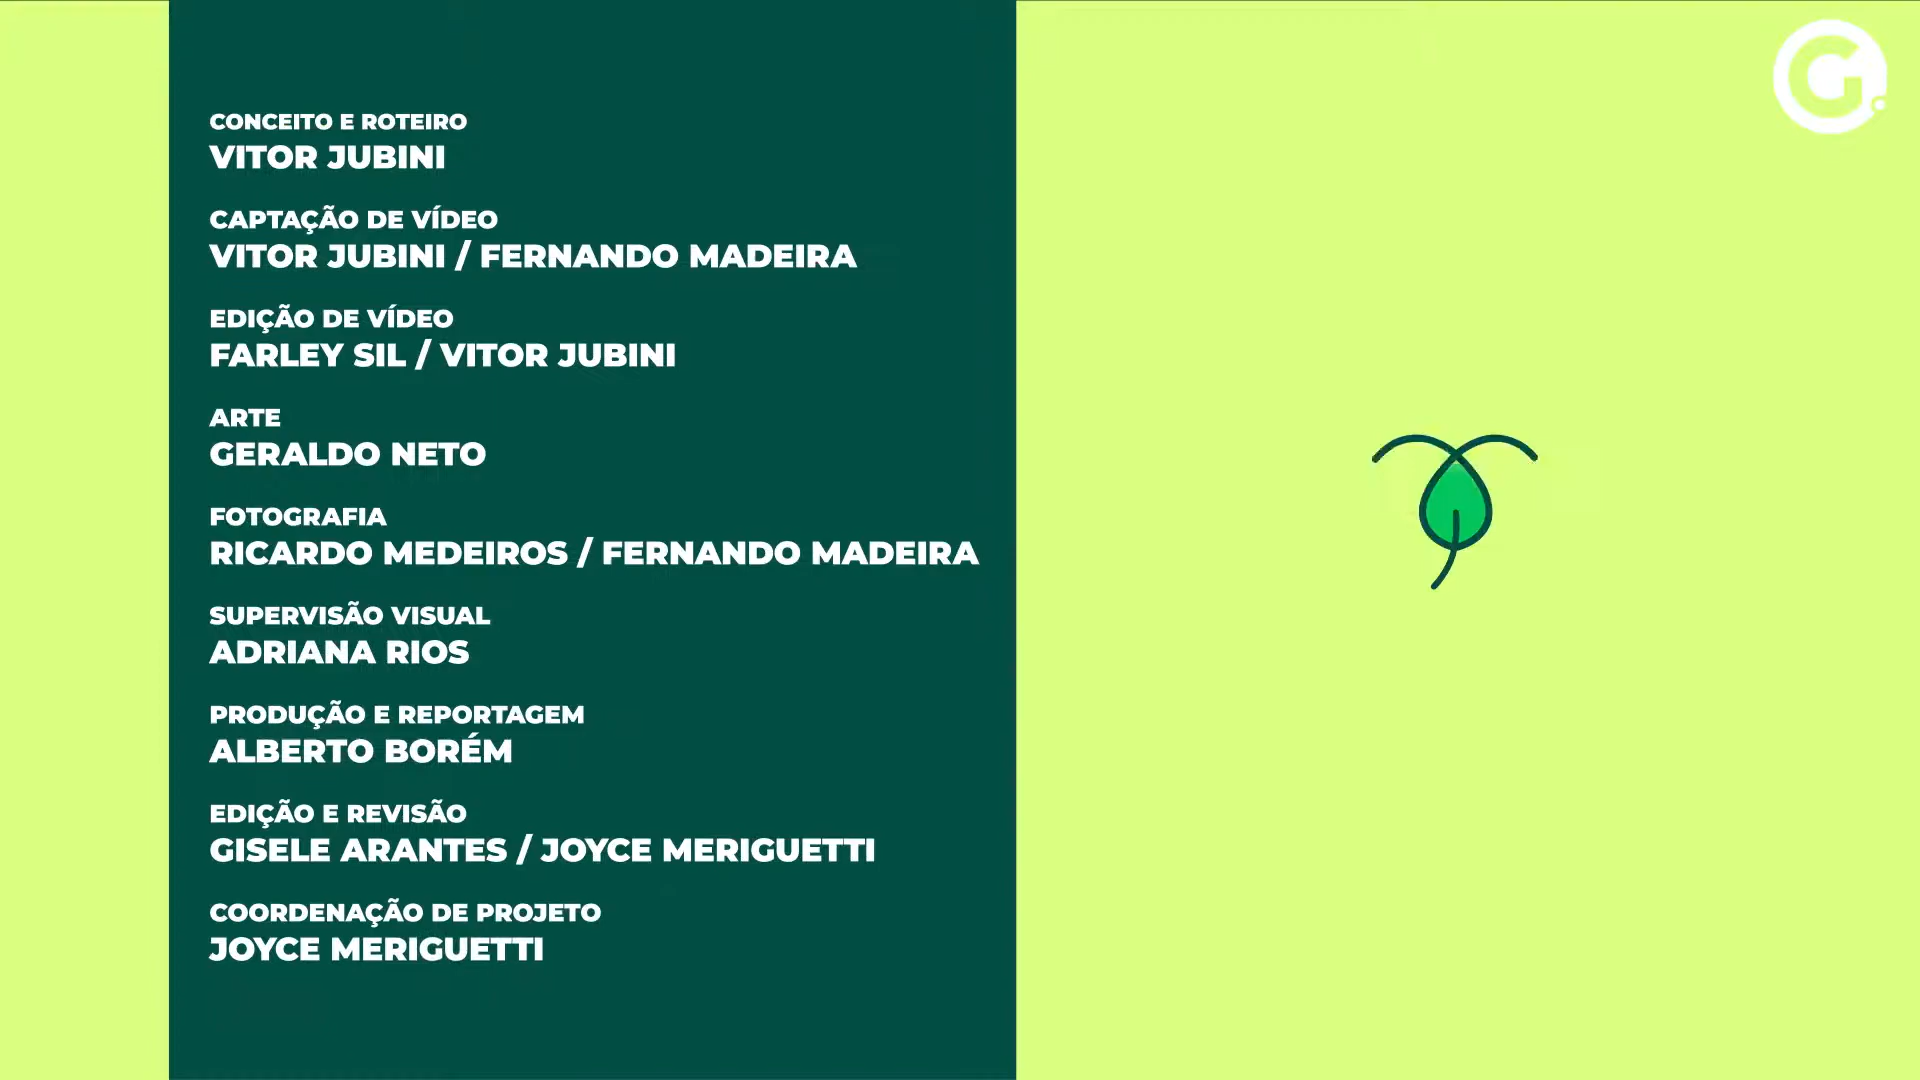 CONCEITO E ROTEIRO
VITOR JUBINI
CAPTAÇÃO DE VÍDEO
VITOR JUBINI / FERNANDO MADEIRA
EDIÇÃO DE VÍDEO
FARLEY SIL / VITOR JUBINI
ARTE
GERALDO NETO
FOTOGRAFIA
RICARDO MEDEIROS / FERNANDO MADEIRA
SUPERVISÃO VISUAL
ADRIANA RIOS
PRODUÇÃO E REPORTAGEM
ALBERTO BORÉM
EDIÇÃO E REVISÃO
GISELE ARANTES / JOYCE MERIGUETTI
COORDENAÇÃO DE PROJETO
JOYCE MERIGUETTI
G.